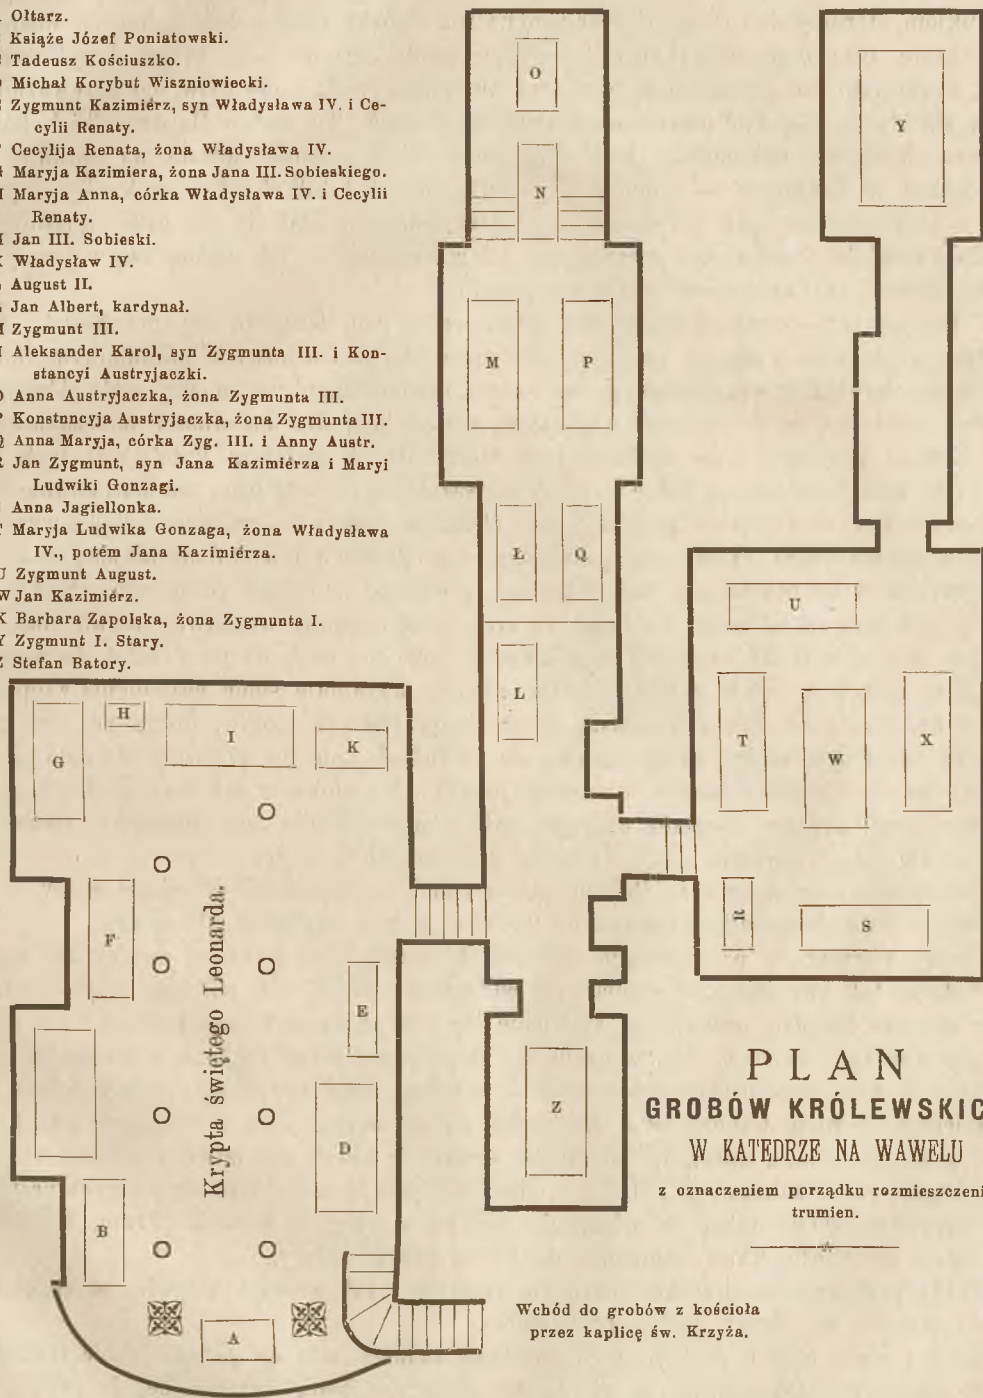 Ołtarz.
Książe Józef Poniatowski.
Tadeusz Kościuszko.
Michał Korybut Wiszniowiecki.
Zygmunt Kazimiérz, syn Władysława IV. i Ce-
cylii Renaty.
Cecylija Renata, żona Władysława IV.
Maryja Kazimiera, żona Jana III. Sobieskiego.
Maryja Anna, córka Władysława IV. i Cecylii
Renaty.
Jan III. Sobieski.
Władysław IV.
August II.
Jan Albert, kardynał.
Zygmunt III.
Aleksander Karol, syn Zygmunta III. i Kon-
stancyi Austryjaczki.
Anna Austryjaczka, żona Zygmunta III.
Konstncyja Austryjaczka, żona Zygmunta III.
Anna Maryja, córka Zyg. III. i Anny Austr.
Jan Zygmunt, syn Jana Kazimiérza i Maryi
Ludwiki Gonzagi.
Anna Jagiellonka.
Maryja Ludwika Gonzaga, żona Władysława
IV., potém Jana Kazimiérza.
Zygmunt August.
W Jan Kazimiérz.
Barbara Zapolska, żona Zygmunta I.
Y Zygmunt I. Stary.
Stefan Batory.
O
N
Y
M
P
Ł
Q
L
U
T
W
X
R
S
H
G
I
K
F
E
Krypta świętego Leonarda.
D
B
A
Z
PLAN
GROBÓW KRÓLEWSKIC
W KATEDRZE NA WAWELU
z oznaczeniem porządku rozmieszczeni
trumien.
Wchód do grobów z kościoła
przez kaplicę św. Krzyża.